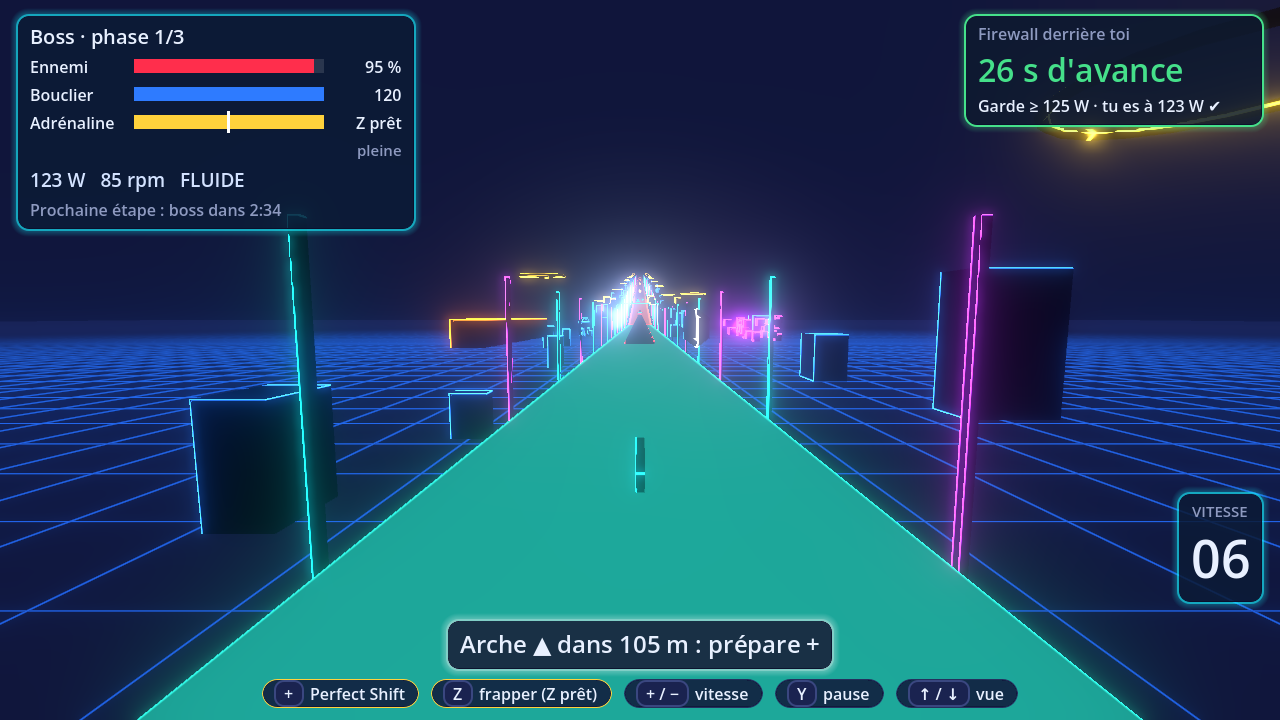 Boss · phase 1/3
Ennemi 95 %
Bouclier 120
Adrénaline Z prêt
pleine
123 W 85 rpm FLUIDE
Prochaine étape : boss dans 2:34
Firewall derrière toi
26 s d'avance
Garde ≥ 125 W · tu es à 123 W ✔
VITESSE
06
Arche ▲ dans 105 m : prépare +
+ Perfect Shift Z frapper (Z prêt) + / − vitesse Y pause ↑ / ↓ vue